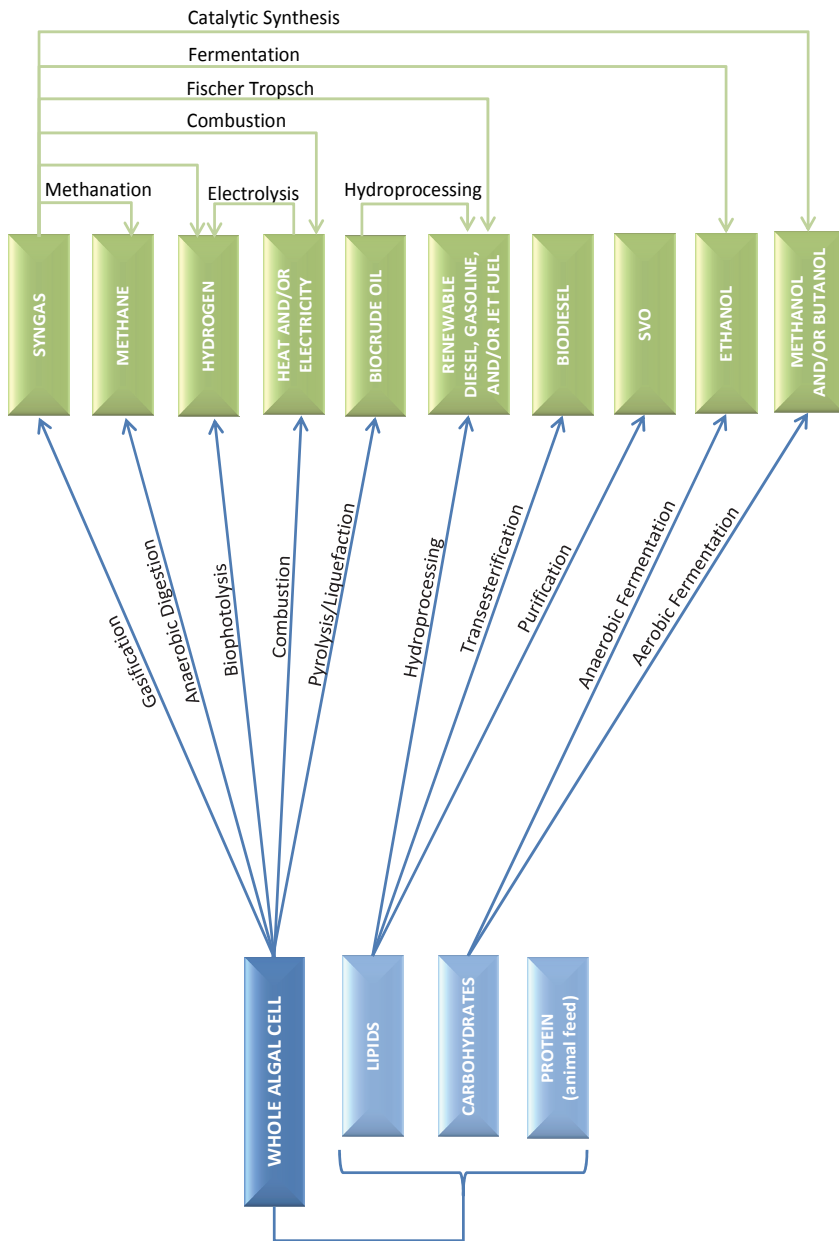 Catalytic Synthesis
Fermentation
Fischer Tropsch
Combustion
Methanation
Electrolysis
Hydroprocessing
SYNGAS
METHANE
HYDROGEN
HEAT AND/OR
ELECTRICITY
BIOCRUDE OIL
RENEWABLE
DIESEL, GASOLINE,
AND/OR JET FUEL
BIODIESEL
SVO
ETHANOL
METHANOL
AND/OR BUTANOL
Gasification
Anaerobic Digestion
Biophotolysis
Combustion
Pyrolysis/Liquefaction
Hydroprocessing
Transesterification
Purification
Anaerobic Fermentation
Aerobic Fermentation
WHOLE ALGAL CELL
LIPIDS
CARBOHYDRATES
PROTEIN
(animal feed)